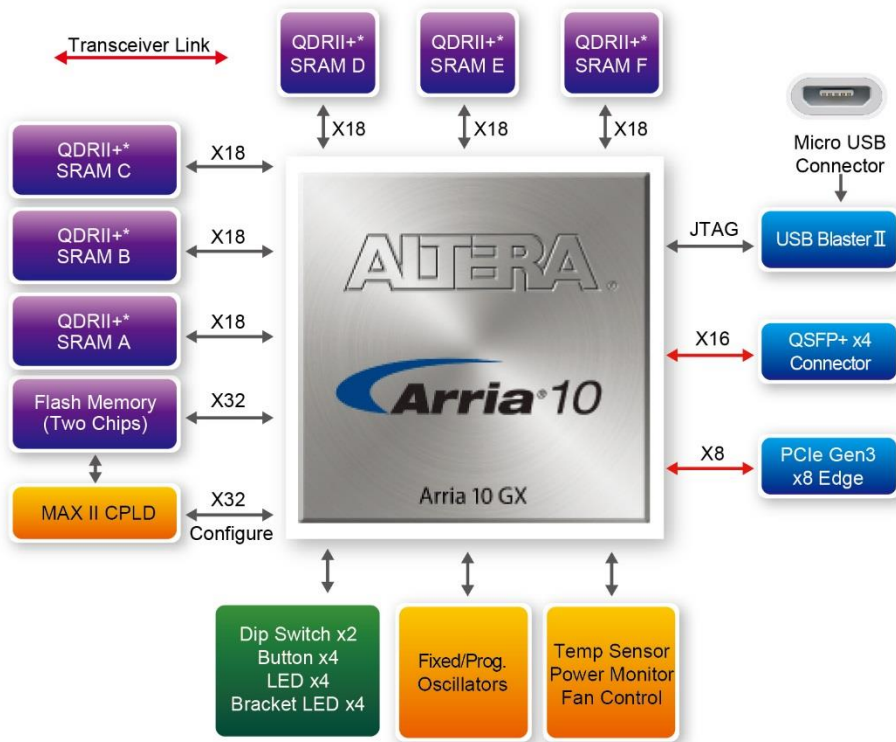 Transceiver Link
QDRII+*
SRAM D
QDRII+*
SRAM E
QDRII+*
SRAM F
X18
X18
X18
Micro USB
Connector
QDRII+*
SRAM C
X18
QDRII+*
SRAM B
X18
QDRII+*
SRAM A
X18
Flash Memory
(Two Chips)
X32
MAX II CPLD
X32
Configure
ALTERA®
Arria® 10
Arria 10 GX
JTAG
USB Blaster II
X16
QSFP+ x4
Connector
X8
PCIe Gen3
x8 Edge
Dip Switch x2
Button x4
LED x4
Bracket LED x4
Fixed/Prog.
Oscillators
Temp Sensor
Power Monitor
Fan Control